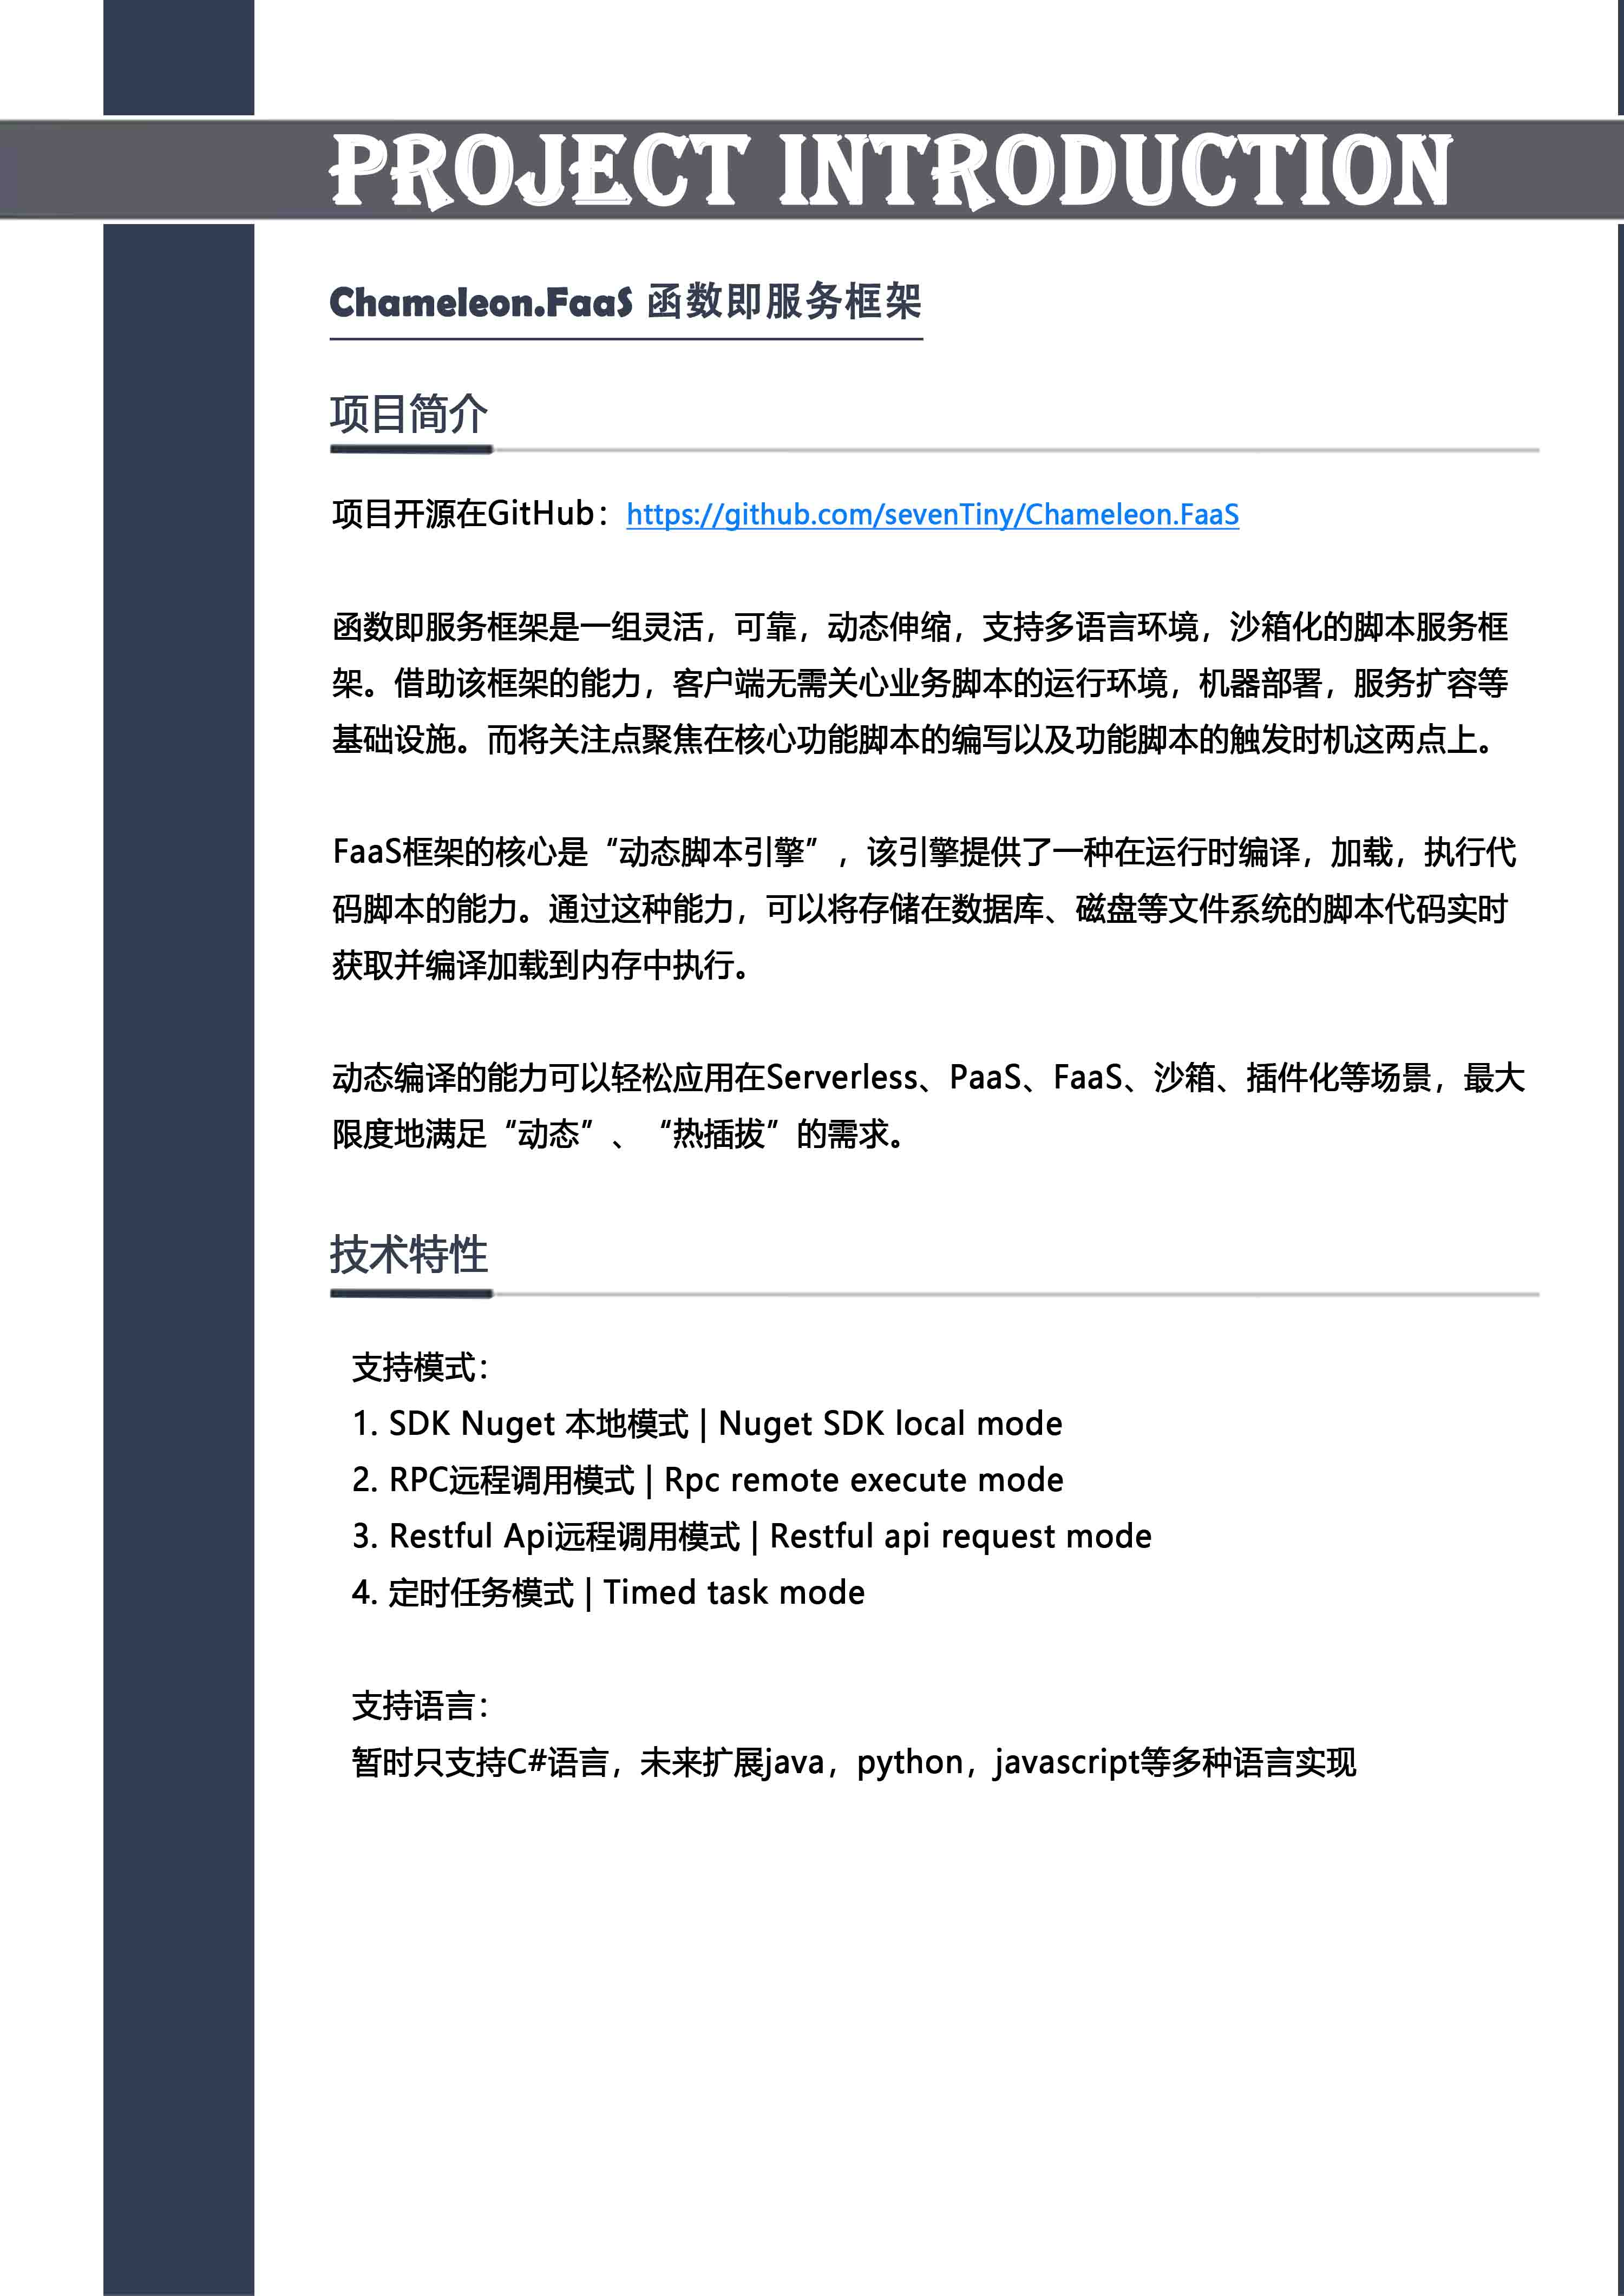 PROJECT INTRODUCTION
Chameleon.FaaS 函数即服务框架
项目简介
项目开源在GitHub：https://github.com/sevenTiny/Chameleon.FaaS
函数即服务框架是一组灵活，可靠，动态伸缩，支持多语言环境，沙箱化的脚本服务框
架。借助该框架的能力，客户端无需关心业务脚本的运行环境，机器部署，服务扩容等
基础设施。而将关注点聚焦在核心功能脚本的编写以及功能脚本的触发时机这两点上。
FaaS框架的核心是“动态脚本引擎”，该引擎提供了一种在运行时编译，加载，执行代
码脚本的能力。通过这种能力，可以将存储在数据库、磁盘等文件系统的脚本代码实时
获取并编译加载到内存中执行。
动态编译的能力可以轻松应用在Serverless、PaaS、FaaS、沙箱、插件化等场景，最大
限度地满足“动态”、“热插拔”的需求。
技术特性
支持模式：
1. SDK Nuget 本地模式 | Nuget SDK local mode
2. RPC远程调用模式 | Rpc remote execute mode
3. Restful Api远程调用模式 | Restful api request mode
4. 定时任务模式 | Timed task mode
支持语言：
暂时只支持C#语言，未来扩展java，python，javascript等多种语言实现